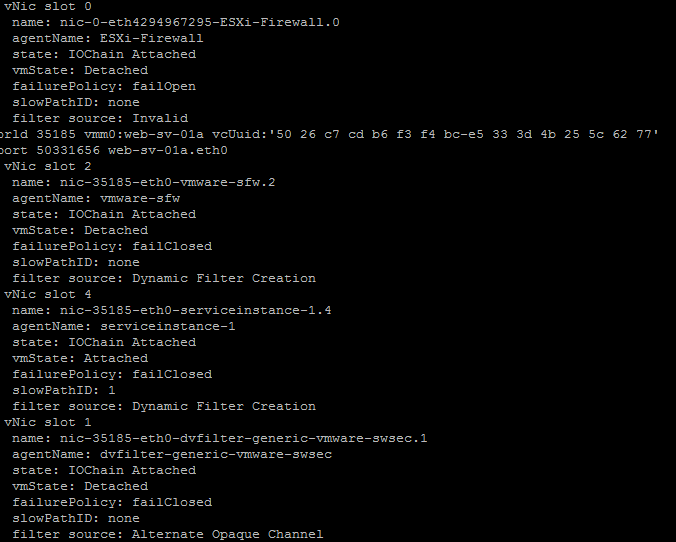 vNic slot 0
name: nic-0-eth4294967295-ESXi-Firewall.0
agentName: ESXi-Firewall
state: IOChain Attached
vmState: Detached
failurePolicy: failOpen
slowPathID: none
filter source: Invalid
orld 35185 vmm0:web-sv-01a vcUuid:'50 26 c7 cd b6 f3 f4 bc-e5 33 3d 4b 25 5c 62 77'
port 50331656 web-sv-01a.eth0
vNic slot 2
name: nic-35185-eth0-vmware-sfw.2
agentName: vmware-sfw
state: IOChain Attached
vmState: Detached
failurePolicy: failClosed
slowPathID: none
filter source: Dynamic Filter Creation
vNic slot 4
name: nic-35185-eth0-serviceinstance-1.4
agentName: serviceinstance-1
state: IOChain Attached
vmState: Attached
failurePolicy: failClosed
slowPathID: 1
filter source: Dynamic Filter Creation
vNic slot 1
name: nic-35185-eth0-dvfilter-generic-vmware-swsec.1
agentName: dvfilter-generic-vmware-swsec
state: IOChain Attached
vmState: Detached
failurePolicy: failClosed
slowPathID: none
filter source: Alternate Opaque Channel